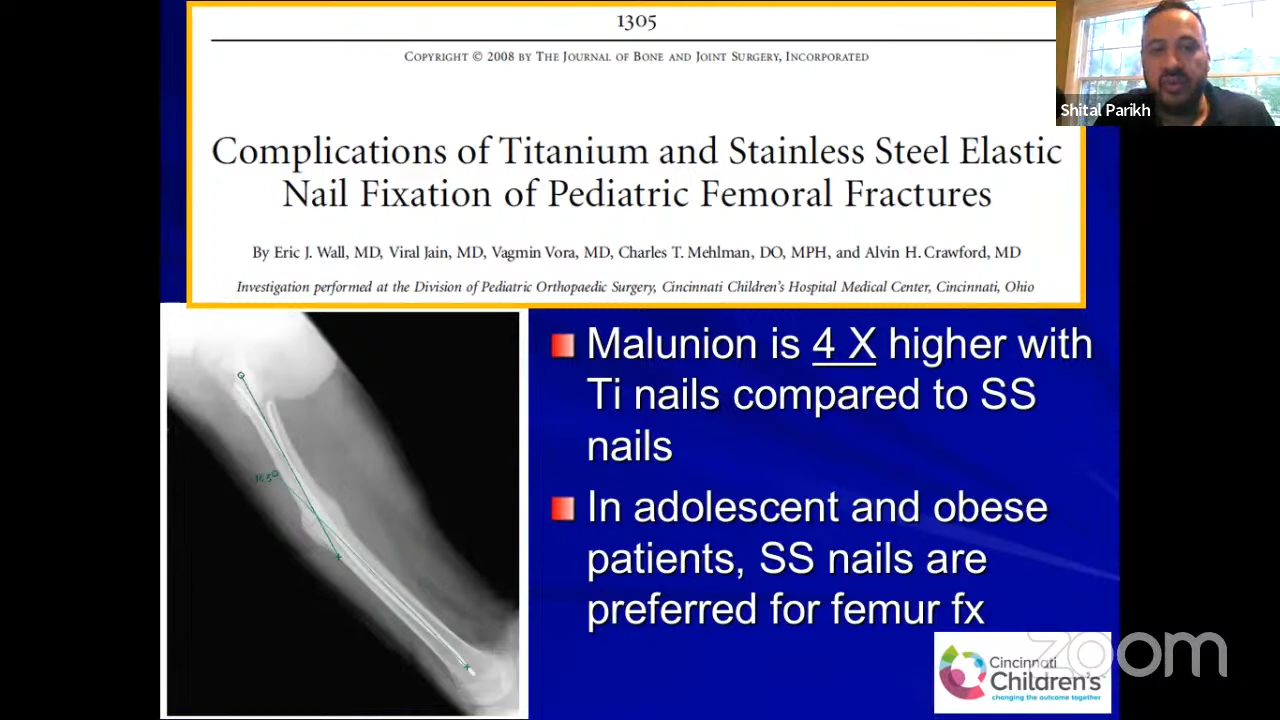 1305
COPYRIGHT © 2008 BY THE JOURNAL OF BONE AND JOINT SURGERY, INCORPORATED
Shital Parikh
Complications of Titanium and Stainless Steel Elastic
Nail Fixation of Pediatric Femoral Fractures
By Eric J. Wall, MD, Viral Jain, MD, Vagmin Vora, MD, Charles T. Mehlman, DO, MPH, and Alvin H. Crawford, MD
Investigation performed at the Division of Pediatric Orthopaedic Surgery, Cincinnati Children's Hospital Medical Center, Cincinnati, Ohio
Malunion is 4 X higher with
Ti nails compared to SS
nails
In adolescent and obese
patients, SS nails are
preferred for femur fx
zoom
Cincinnati
Children's
changing the outcome together